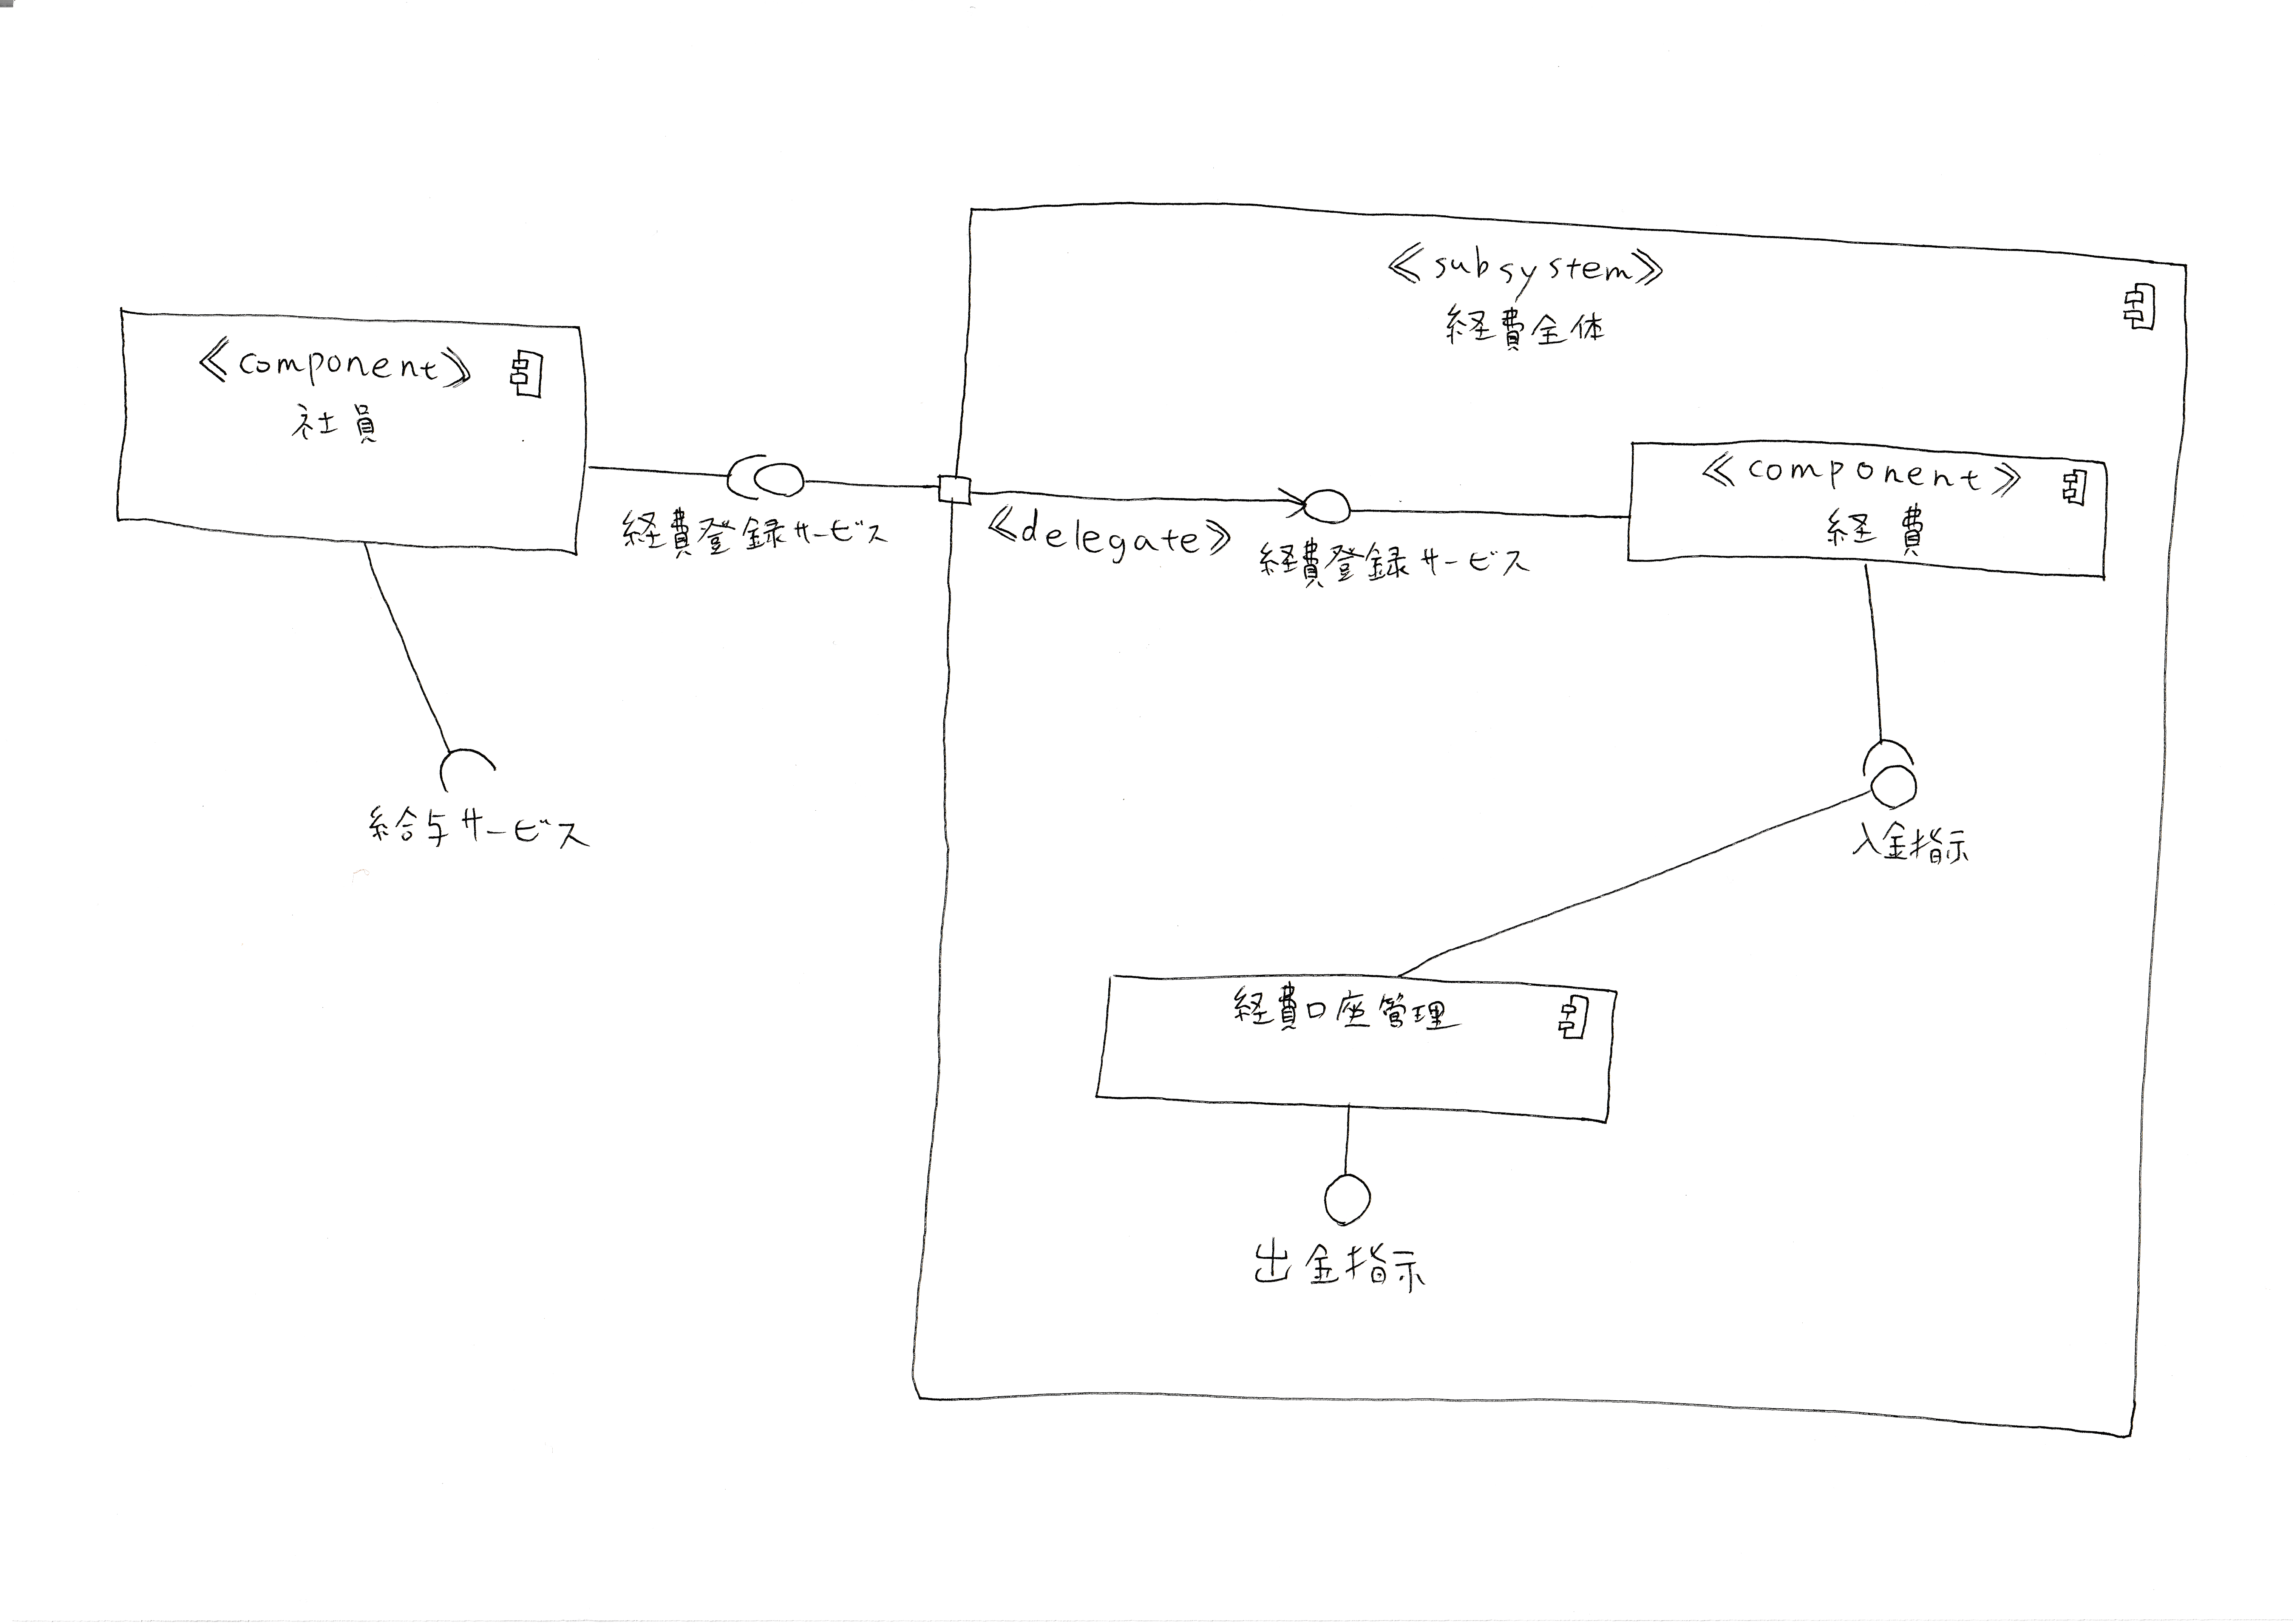 ≪subsystem≫
経費全体
≪component≫
社員
経費登録サービス
≪delegate≫
経費登録サービス
≪component≫
経費
給与サービス
入金指示
経費口座管理
出金指示